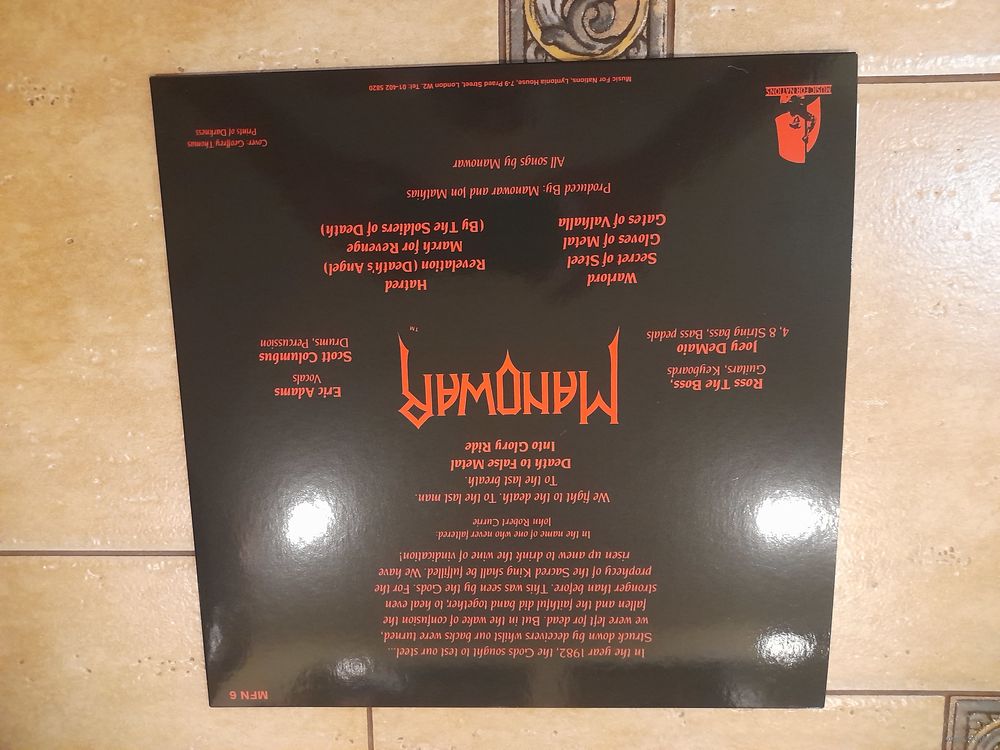 MFN 6
In the year 1982, the Gods sought to test our steel...
Struck down by deceivers whilst our backs were turned,
we were left for dead. But in the wake of confusion the
fallen and the faithful did band together, to heal even
stronger than before. This was seen by the Gods. For the
prophecy of the Sacred King shall be fulfilled. We have
risen up anew to drink the wine of vindication!
In the name of one who never faltered.
John Robert Currie
We fight to the death. To the last man.
To the last breath.
Death to False Metal
Into Glory Ride
MANOWAR
TM
Ross The Boss,
Guitars, Keyboards
Joey DeMaio
4, 8 String bass, Bass pedals
Eric Adams
Vocals
Scott Columbus
Drums, Percussion
Warlord
Secret of Steel
Gloves of Metal
Gates of Valhalla
Hatred
Revelation (Death's Angel)
March for Revenge
(By The Soldiers of Death)
Produced By: Manowar and Jon Mathias
All songs by Manowar
MUSIC FOR NATIONS
Cover: Geoffrey Thomas
Prints of Darkness
Music For Nations, Lyntonia House, 7-9 Praed Street, London W2. Tel: 01-402 5820